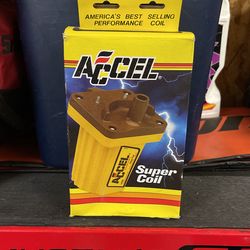 AMERICA'S BEST SELLING
PERFORMANCE COIL
ACCEL
ACCEL
Super
Coil